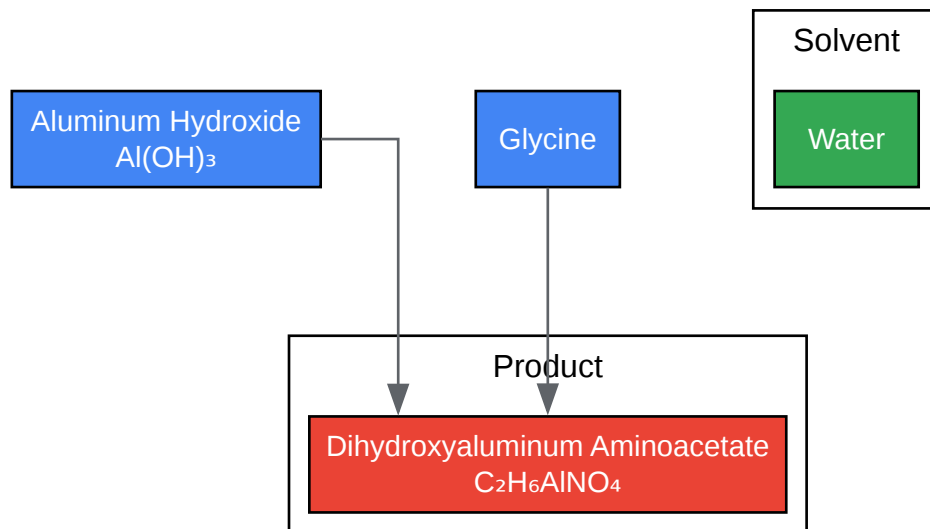 Solvent
Aluminum Hydroxide
Al(OH)₃
Glycine
Water
Product
Dihydroxyaluminum Aminoacetate
C₂H₆AlNO₄